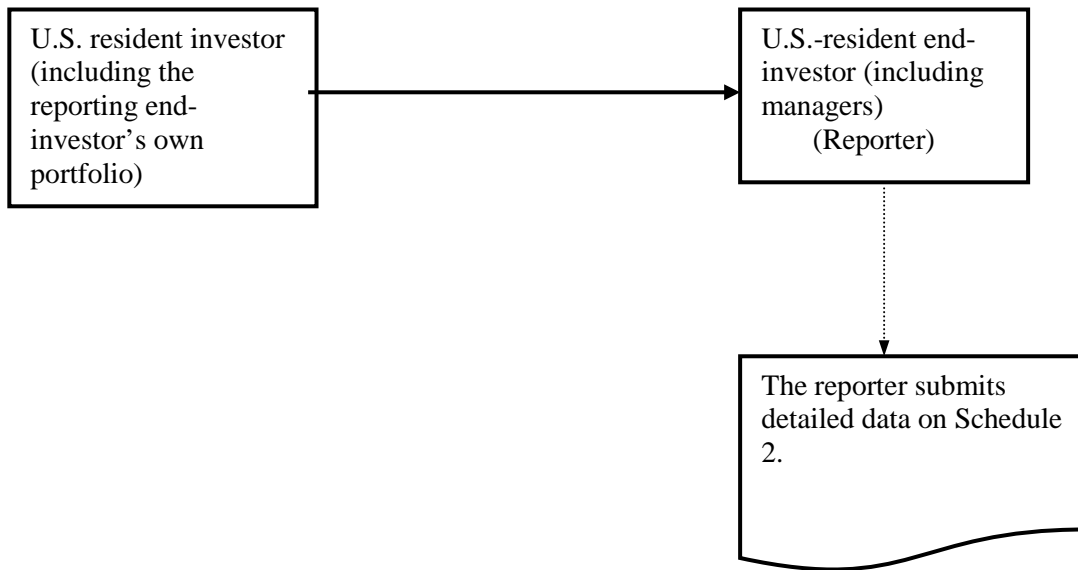 U.S. resident investor
(including the
reporting end-
investor’s own
portfolio)
U.S.-resident end-
investor (including
managers)
(Reporter)
The reporter submits
detailed data on Schedule
2.